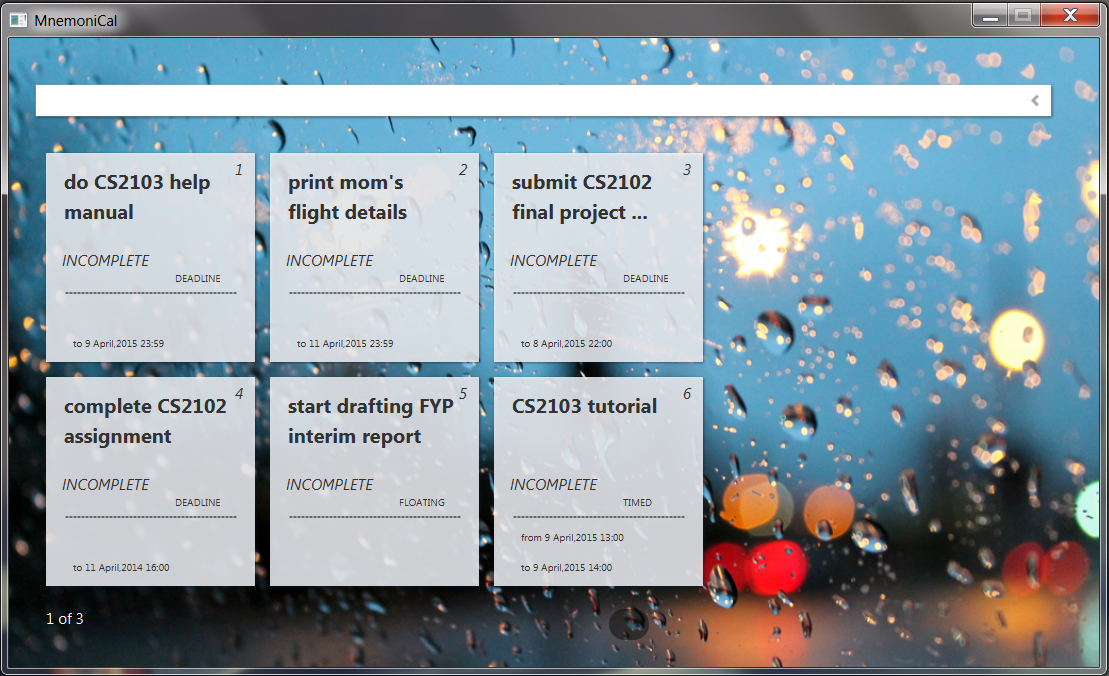 MnemoniCal
1
do CS2103 help
manual
INCOMPLETE
DEADLINE
to 9 April,2015 23:59
2
print mom's
flight details
INCOMPLETE
DEADLINE
to 11 April,2015 23:59
3
submit CS2102
final project ...
INCOMPLETE
DEADLINE
to 8 April,2015 22:00
4
complete CS2102
assignment
INCOMPLETE
DEADLINE
to 11 April,2014 16:00
5
start drafting FYP
interim report
INCOMPLETE
FLOATING
6
CS2103 tutorial
INCOMPLETE
TIMED
from 9 April,2015 13:00
to 9 April,2015 14:00
1 of 3